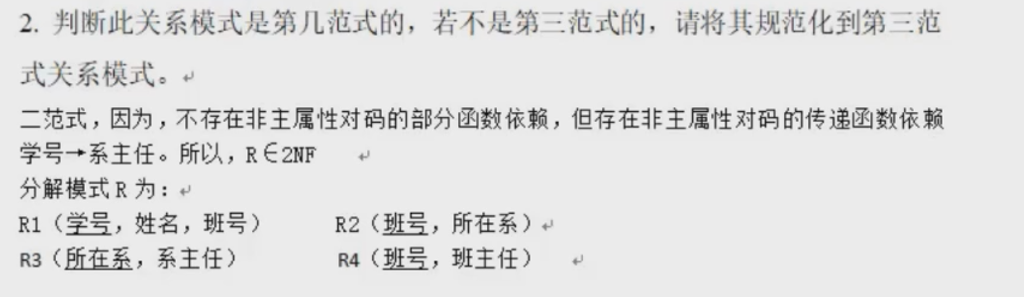 2. 判断此关系模式是第几范式的，若不是第三范式的，请将其规范化到第三范
式关系模式。↵
二范式，因为，不存在非主属性对码的部分函数依赖，但存在非主属性对码的传递函数依赖
学号→系主任。所以，R∈2NF ↵
分解模式R为：↵
R1（学号，姓名，班号） R2（班号，所在系）↵
R3（所在系，系主任） R4（班号，班主任） ↵